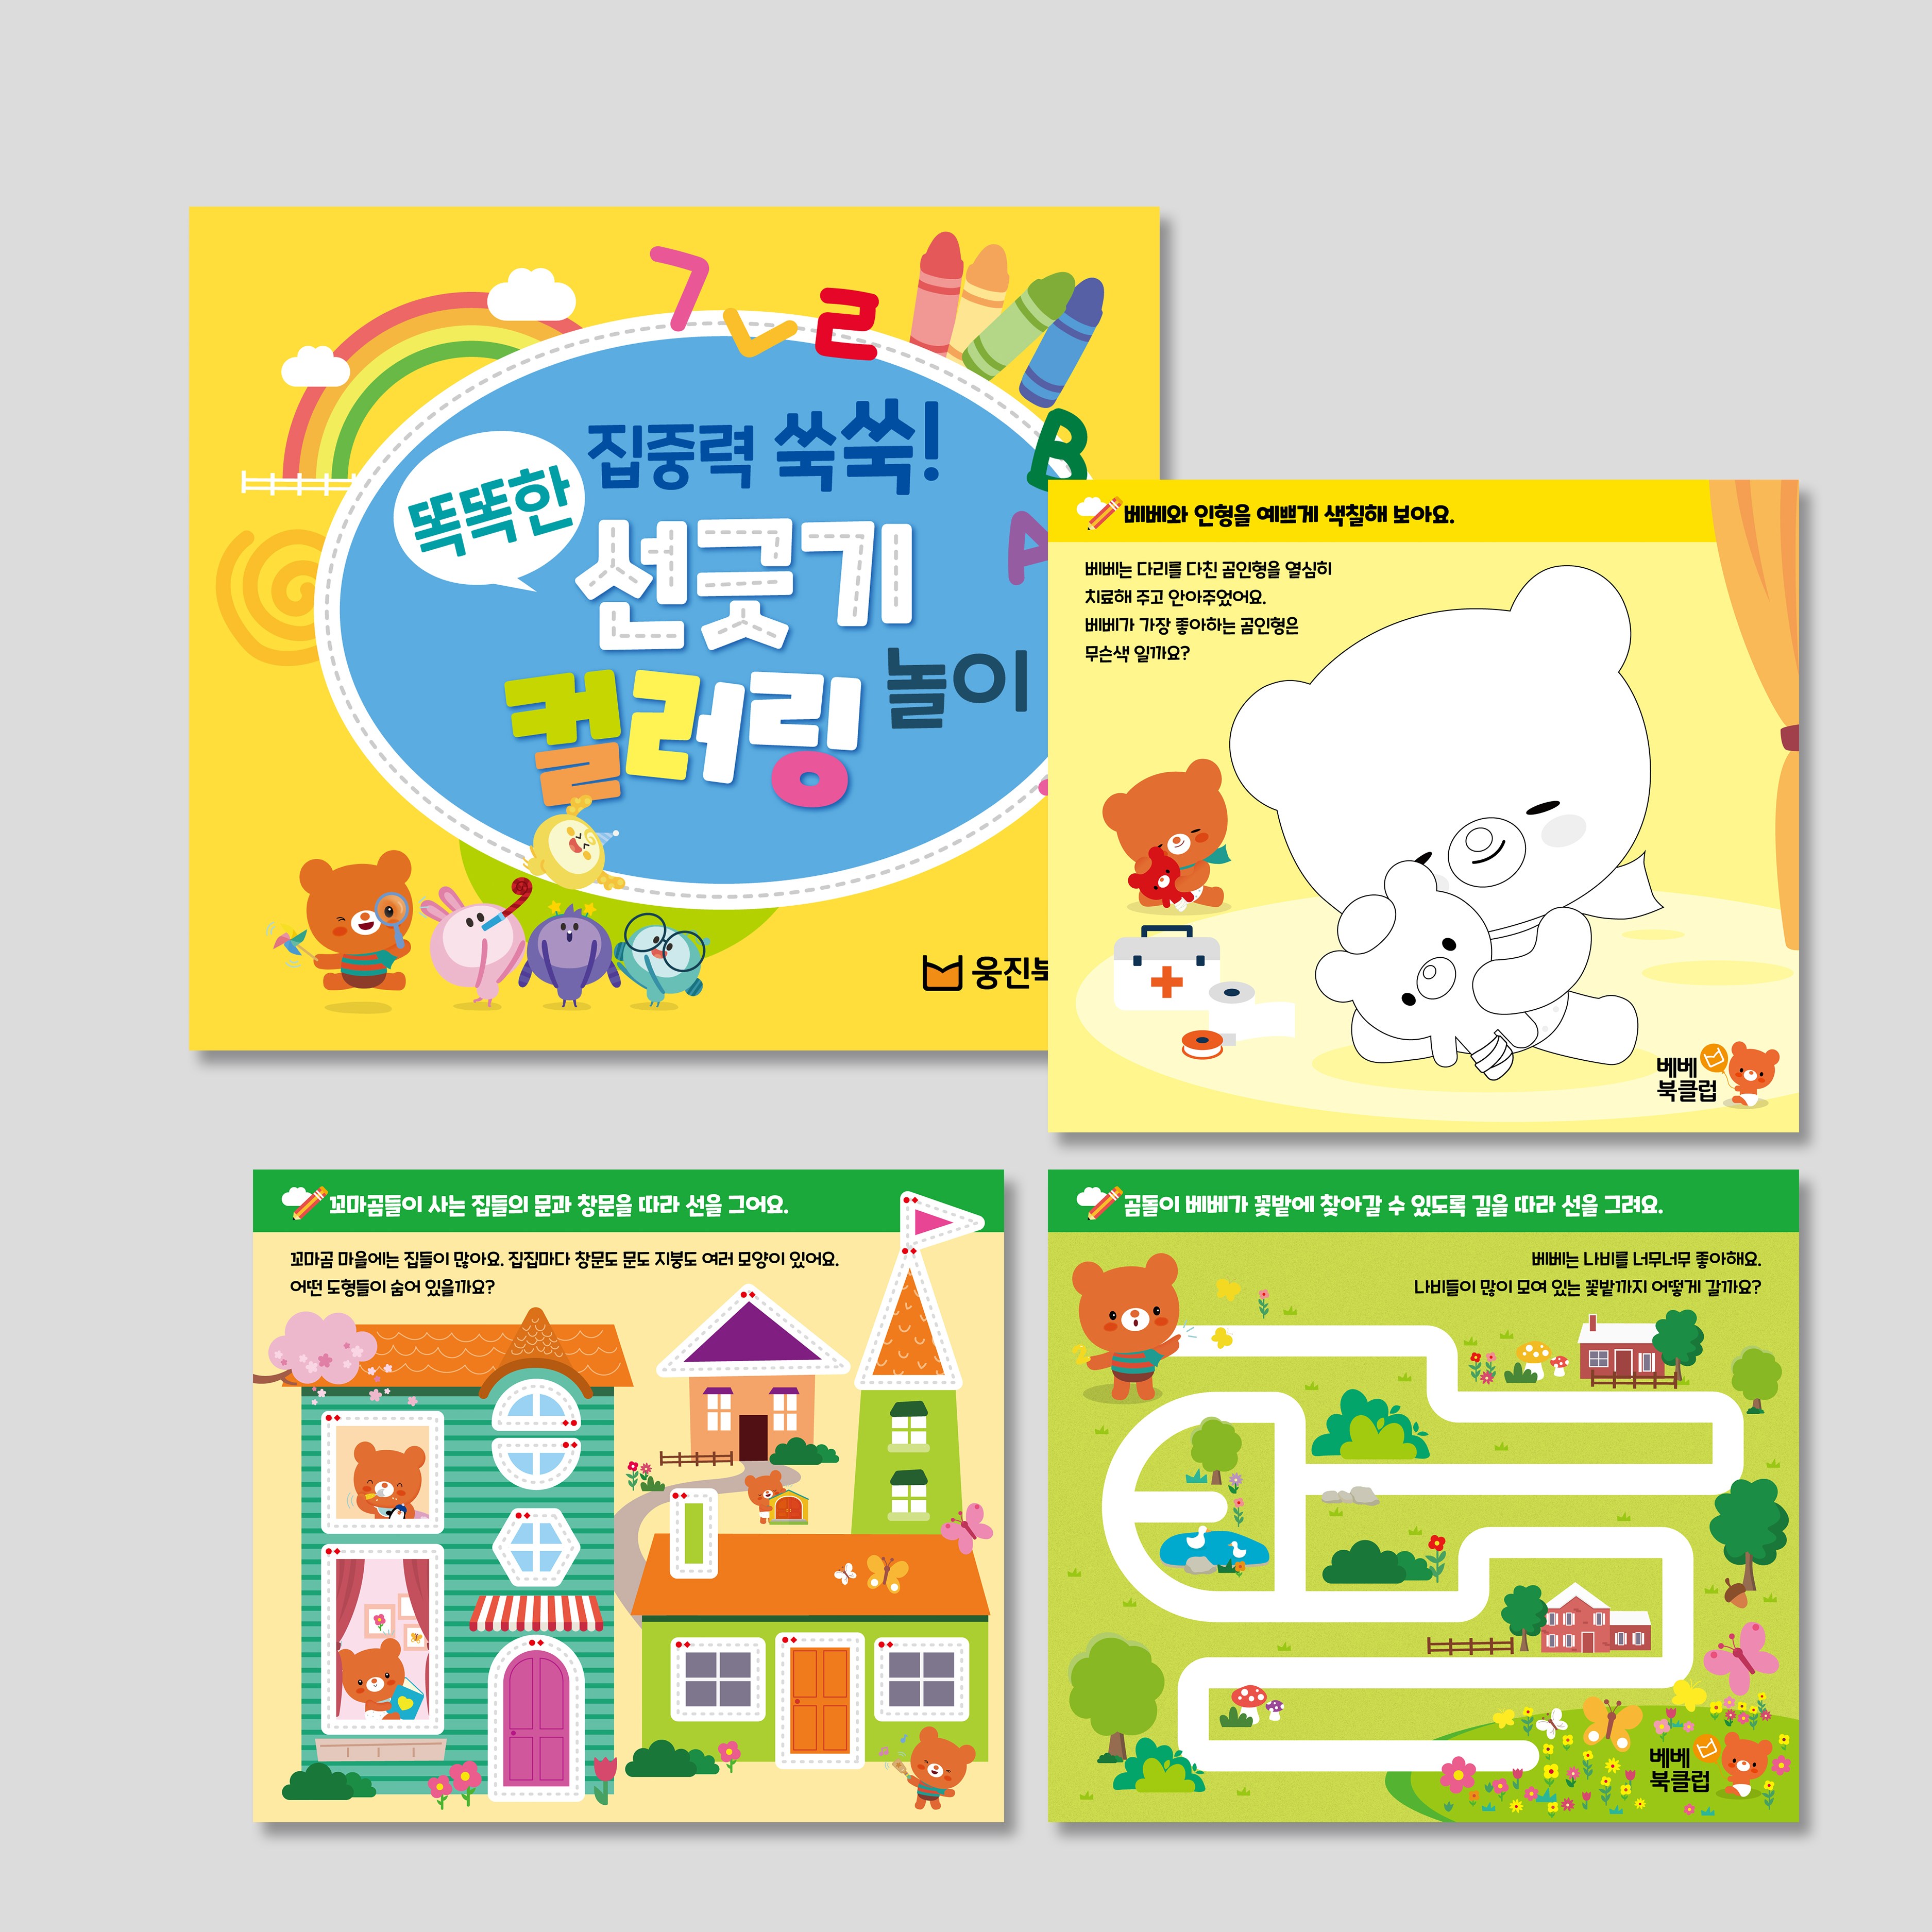 ㄱ
ㄴ
ㄹ
B
A
집중력 쑥쑥!
똑똑한
선긋기
컬러링 놀이
웅진북
베베와 인형을 예쁘게 색칠해 보아요.
베베는 다리를 다친 곰인형을 열심히
치료해 주고 안아주었어요.
베베가 가장 좋아하는 곰인형은
무슨색 일까요?
베베
북클럽
꼬마곰들이 사는 집들의 문과 창문을 따라 선을 그어요.
꼬마곰 마을에는 집들이 많아요. 집집마다 창문도 문도 지붕도 여러 모양이 있어요.
어떤 도형들이 숨어 있을까요?
곰돌이 베베가 꽃밭에 찾아갈 수 있도록 길을 따라 선을 그려요.
베베는 나비를 너무너무 좋아해요.
나비들이 많이 모여 있는 꽃밭까지 어떻게 갈까요?
베베
북클럽